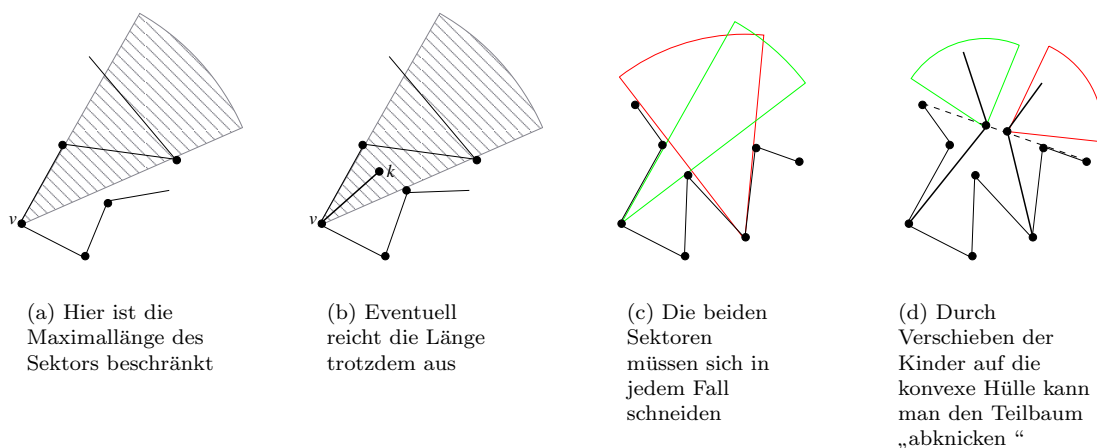 v
v
k
(a) Hier ist die
Maximallänge des
Sektors beschränkt
(b) Eventuell
reicht die Länge
trotzdem aus
(c) Die beiden
Sektoren
müssen sich in
jedem Fall
schneiden
(d) Durch
Verschieben der
Kinder auf die
konvexe Hülle kann
man den Teilbaum
„abknicken “